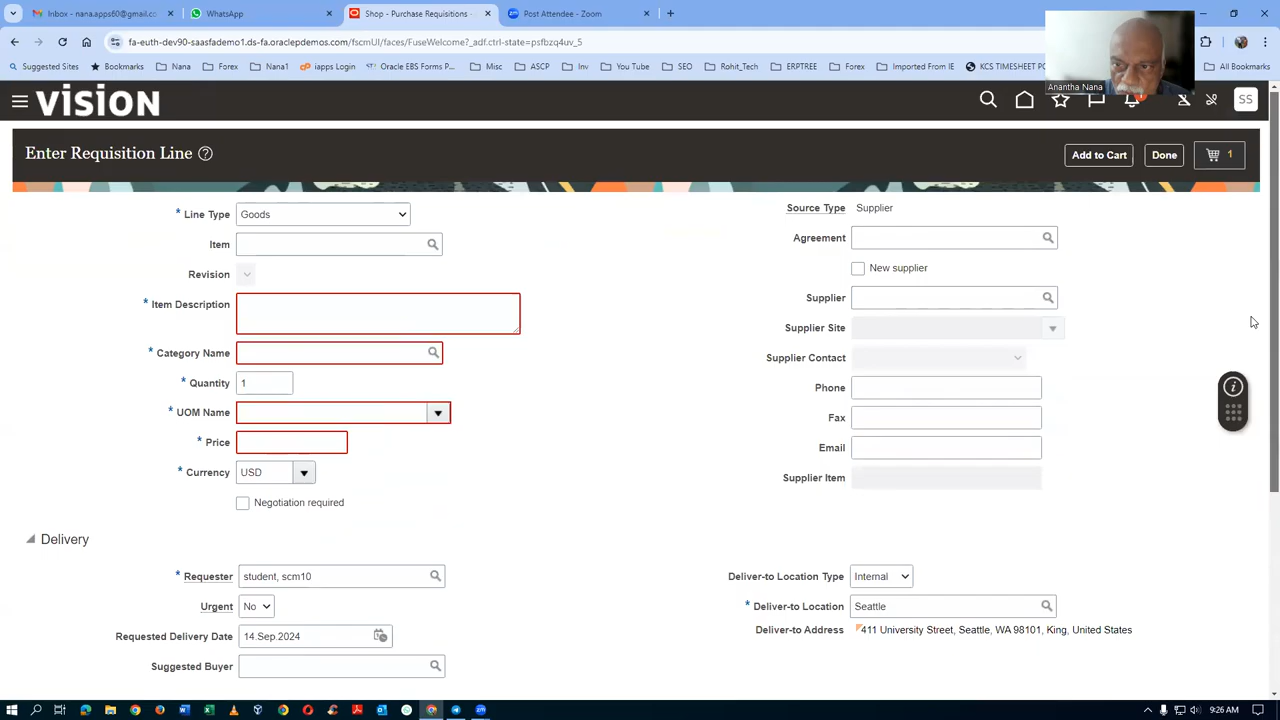 Inbox - nana.apps60@gmail.co
WhatsApp
Shop - Purchase Requisitions -
Post Attendee - Zoom
fa-euth-dev90-saasfademo1.ds-fa.oraclepdemos.com/fscmUI/faces/FuseWelcome?_adf.ctrl-state=psfbzq4uv_5
Suggested Sites
Bookmarks
Nana
Forex
Nana1
iapps Login
Oracle EBS Forms P...
Misc
ASCP
Inv
You Tube
SEO
Rohit_Tech
ERPTREE
Forex
Imported From IE
KCS TIMESHEET PO
All Bookmarks
Anantha Nana
vision
SS
Enter Requisition Line
Add to Cart
Done
1
* Line Type Goods
Item
Revision
* Item Description
* Category Name
* Quantity 1
* UOM Name
* Price
* Currency USD
Negotiation required
Source Type Supplier
Agreement
New supplier
Supplier
Supplier Site
Supplier Contact
Phone
Fax
Email
Supplier Item
Delivery
* Requester student, scm10
Urgent No
Requested Delivery Date 14.Sep.2024
Suggested Buyer
Deliver-to Location Type Internal
* Deliver-to Location Seattle
Deliver-to Address 411 University Street, Seattle, WA 98101, King, United States
9:26 AM